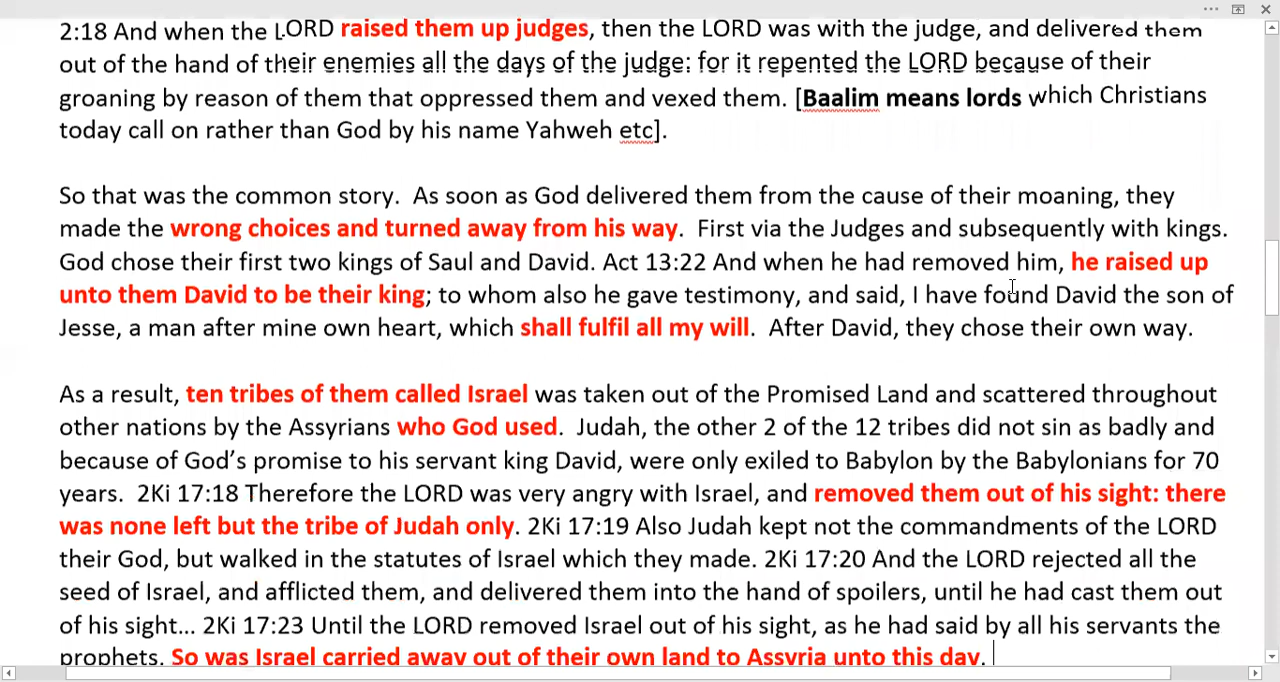 2:18 And when the LORD raised them up judges, then the LORD was with the judge, and delivered them
out of the hand of their enemies all the days of the judge: for it repented the LORD because of their
groaning by reason of them that oppressed them and vexed them. [Baalim means lords which Christians
today call on rather than God by his name Yahweh etc].
So that was the common story.  As soon as God delivered them from the cause of their moaning, they
made the wrong choices and turned away from his way.  First via the Judges and subsequently with kings.
God chose their first two kings of Saul and David. Act 13:22 And when he had removed him, he raised up
unto them David to be their king; to whom also he gave testimony, and said, I have found David the son of
Jesse, a man after mine own heart, which shall fulfil all my will.  After David, they chose their own way.
As a result, ten tribes of them called Israel was taken out of the Promised Land and scattered throughout
other nations by the Assyrians who God used.  Judah, the other 2 of the 12 tribes did not sin as badly and
because of God's promise to his servant king David, were only exiled to Babylon by the Babylonians for 70
years.  2Ki 17:18 Therefore the LORD was very angry with Israel, and removed them out of his sight: there
was none left but the tribe of Judah only. 2Ki 17:19 Also Judah kept not the commandments of the LORD
their God, but walked in the statutes of Israel which they made. 2Ki 17:20 And the LORD rejected all the
seed of Israel, and afflicted them, and delivered them into the hand of spoilers, until he had cast them out
of his sight... 2Ki 17:23 Until the LORD removed Israel out of his sight, as he had said by all his servants the
prophets. So was Israel carried away out of their own land to Assyria unto this day.